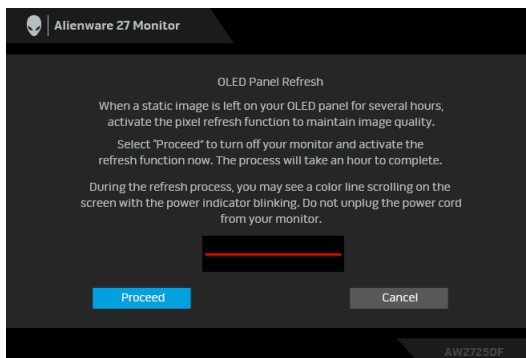 Alienware 27 Monitor
OLED Panel Refresh
When a static image is left on your OLED panel for several hours,
activate the pixel refresh function to maintain image quality.
Select "Proceed" to turn off your monitor and activate the
refresh function now. The process will take an hour to complete.
During the refresh process, you may see a color line scrolling on the
screen with the power indicator blinking. Do not unplug the power cord
from your monitor.
Proceed
Cancel
AW2725DF